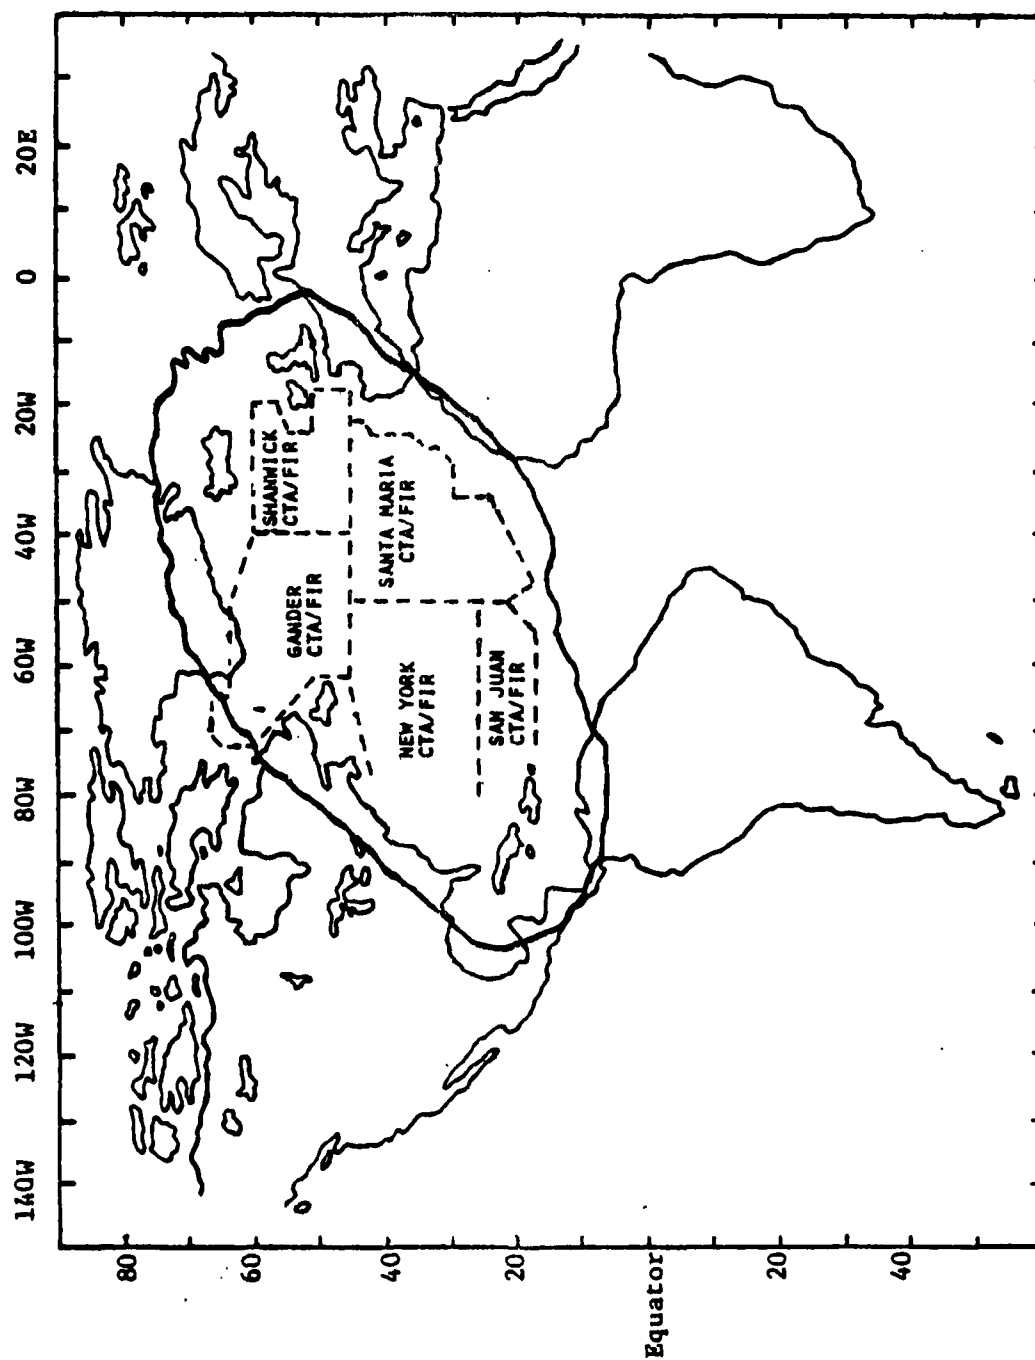 140W
120W
100W
80W
60W
40W
20W
0
20E
80
60
40
20
Equator
20
40
SHANWICK
CTA/FIR
GANDER
CTA/FIR
SANTA MARIA
CTA/FIR
NEW YORK
CTA/FIR
SAN JUAN
CTA/FIR